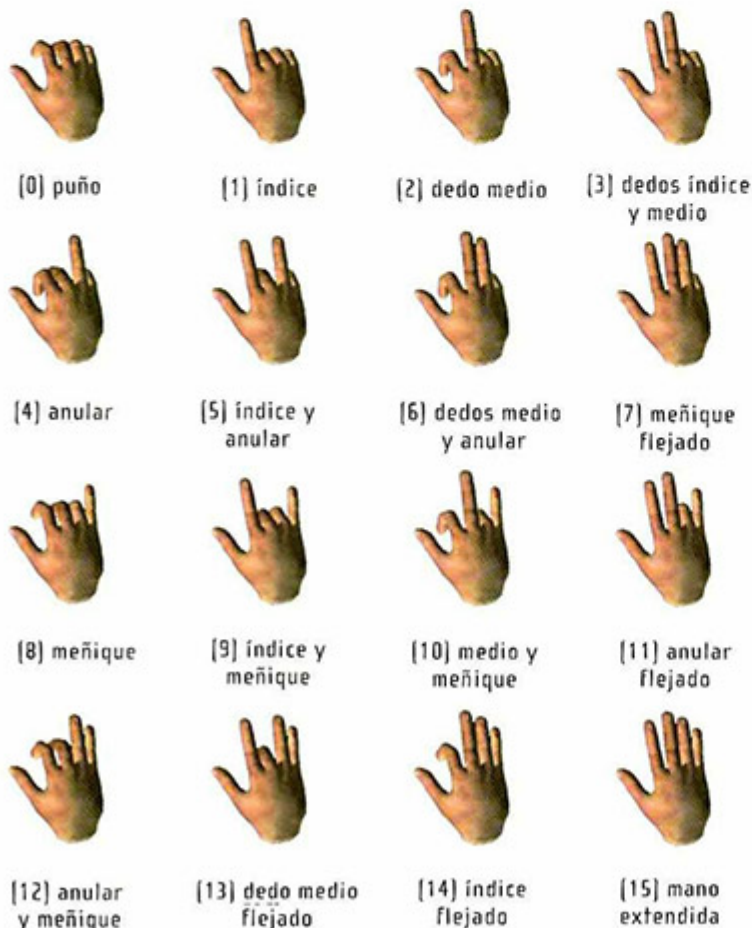 (0) puño
(1) índice
(2) dedo medio
(3) dedos índice
y medio
(4) anular
(5) índice y
anular
(6) dedos medio
y anular
(7) meñique
flejado
(8) meñique
(9) índice y
meñique
(10) medio y
meñique
(11) anular
flejado
(12) anular
y meñique
(13) dedo medio
flejado
(14) índice
flejado
(15) mano
extendida